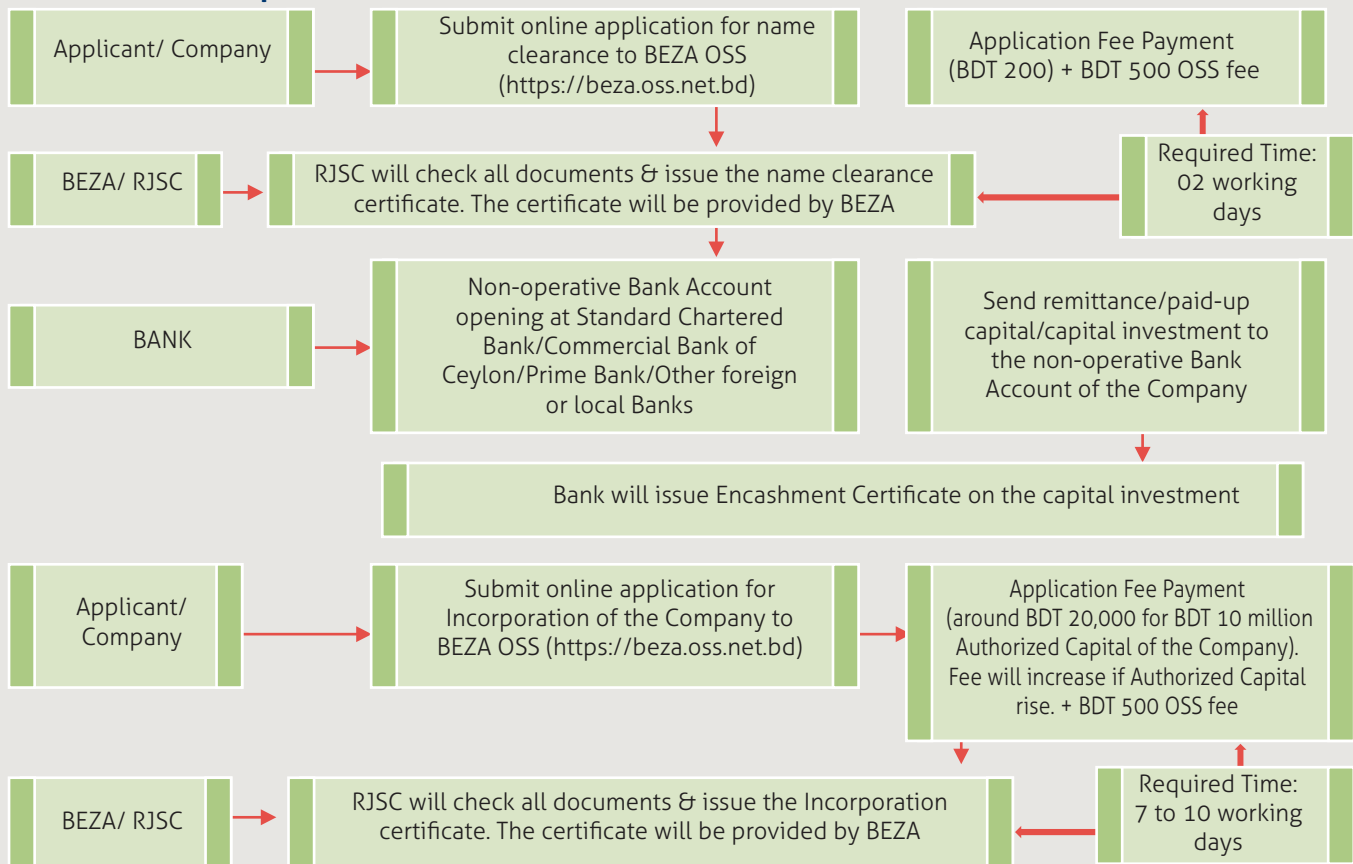 Applicant/ Company
Submit online application for name
clearance to BEZA OSS
(https://beza.oss.net.bd)
Application Fee Payment
(BDT 200) + BDT 500 OSS fee
BEZA/ RJSC
RJSC will check all documents & issue the name clearance
certificate. The certificate will be provided by BEZA
Required Time:
02 working
days
BANK
Non-operative Bank Account
opening at Standard Chartered
Bank/Commercial Bank of
Ceylon/Prime Bank/Other foreign
or local Banks
Send remittance/paid-up
capital/capital investment to
the non-operative Bank
Account of the Company
Bank will issue Encashment Certificate on the capital investment
Applicant/
Company
Submit online application for
Incorporation of the Company to
BEZA OSS (https://beza.oss.net.bd)
Application Fee Payment
(around BDT 20,000 for BDT 10 million
Authorized Capital of the Company).
Fee will increase if Authorized Capital
rise. + BDT 500 OSS fee
BEZA/ RJSC
RJSC will check all documents & issue the Incorporation
certificate. The certificate will be provided by BEZA
Required Time:
7 to 10 working
days